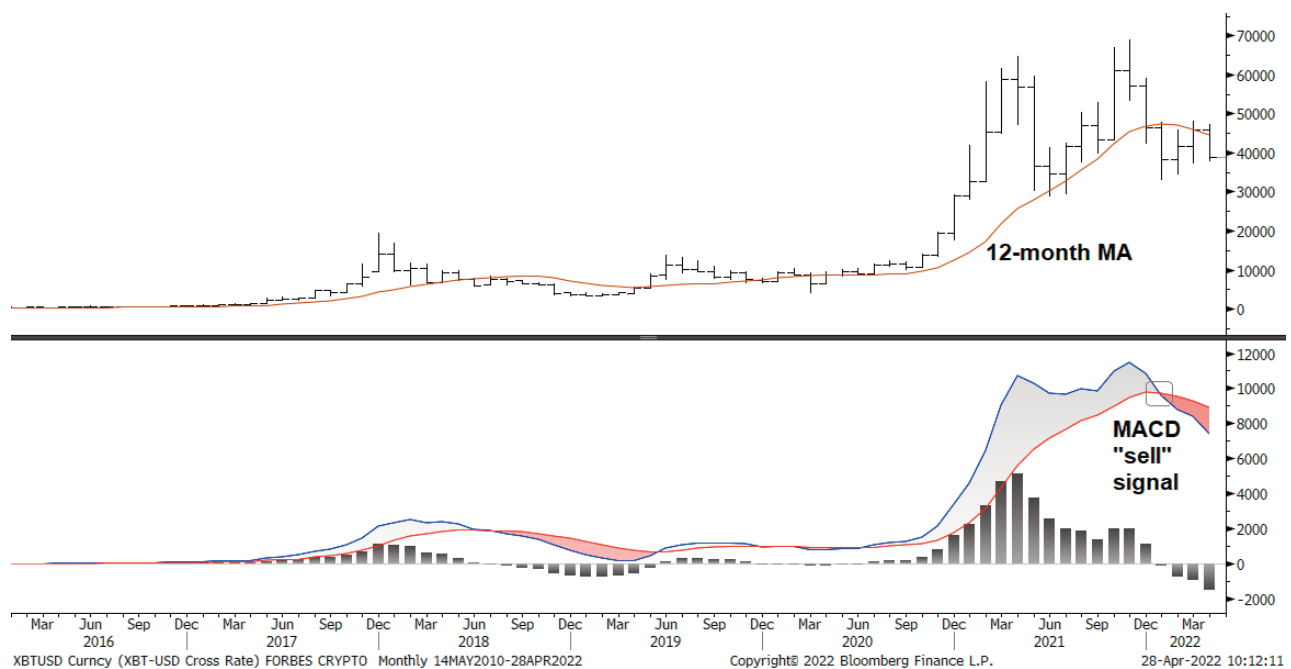 70000
60000
50000
40000
30000
20000
10000
0
12-month MA
12000
10000
8000
6000
4000
2000
0
-2000
MACD
"sell"
signal
Mar Jun Sep Dec Mar Jun Sep Dec Mar Jun Sep Dec Mar Jun Sep Dec Mar Jun Sep Dec Mar Jun Sep Dec Mar
2016 2017 2018 2019 2020 2021 2022
XBTUSD Curncy (XBT-USD Cross Rate) FORBES CRYPTO Monthly 14MAY2010-28APR2022 Copyright© 2022 Bloomberg Finance L.P. 28-Apr-2022 10:12:11